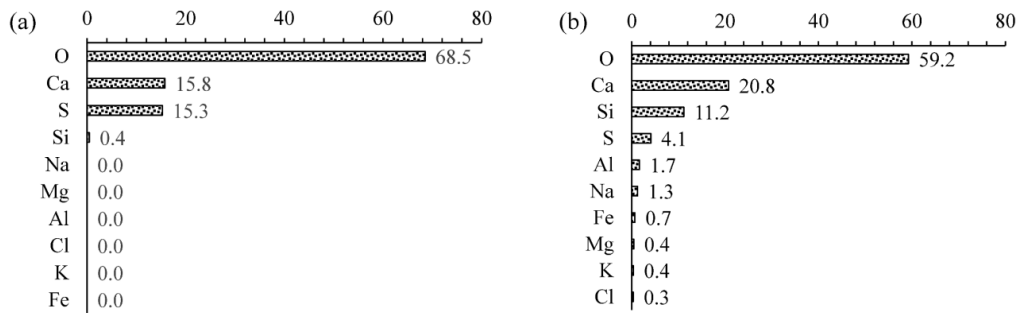 (a)
0 20 40 60 80
O 68.5
Ca 15.8
S 15.3
Si 0.4
Na 0.0
Mg 0.0
Al 0.0
Cl 0.0
K 0.0
Fe 0.0
(b)
0 20 40 60 80
O 59.2
Ca 20.8
Si 11.2
S 4.1
Al 1.7
Na 1.3
Fe 0.7
Mg 0.4
K 0.4
Cl 0.3